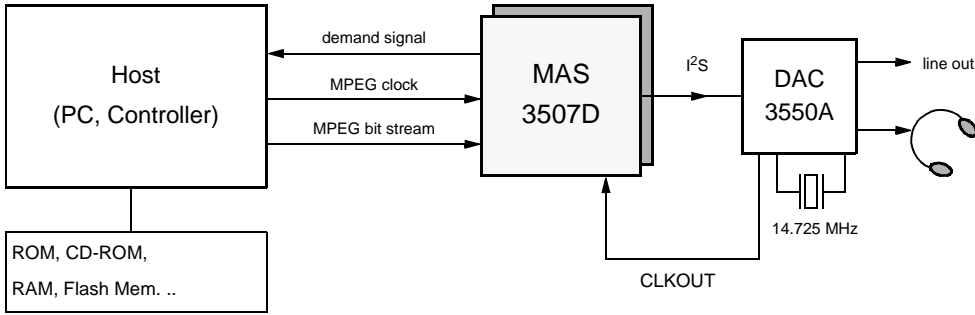 Host
(PC, Controller)
demand signal
MPEG clock
MPEG bit stream
MAS
3507D
I²S
DAC
3550A
line out
14.725 MHz
CLKOUT
ROM, CD-ROM,
RAM, Flash Mem. ..